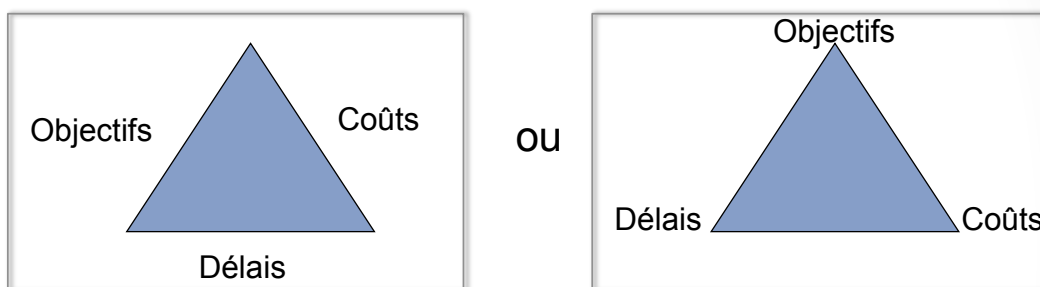 Objectifs
Coûts
Délais
ou
Objectifs
Délais
Coûts